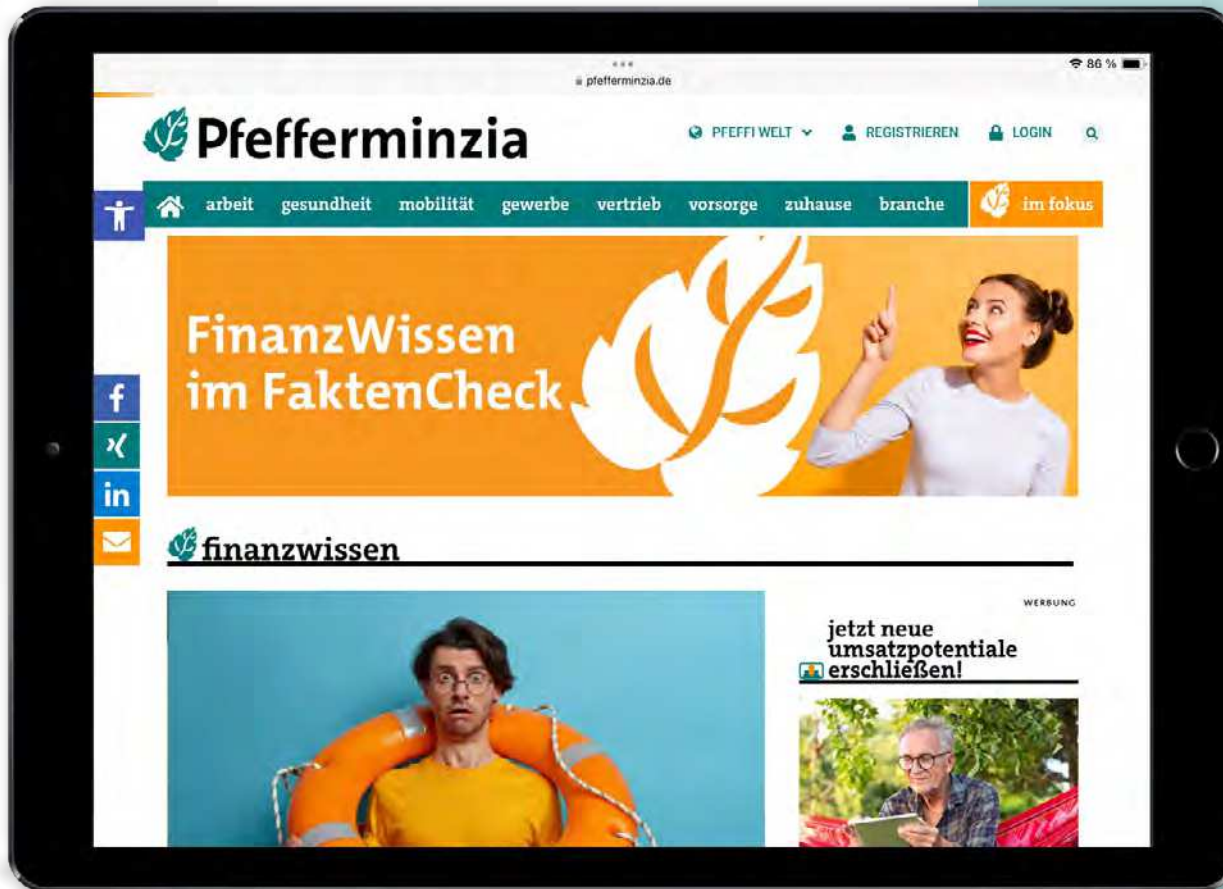 pfefferminzia.de
86 %
Pfefferminzia
PFEFFI WELT
REGISTRIEREN
LOGIN
arbeit gesundheit mobilität gewerbe vertrieb vorsorge zuhause branche im fokus
FinanzWissen
im FaktenCheck
f
in
finanzwissen
WERBUNG
jetzt neue
umsatzpotentiale
erschließen!